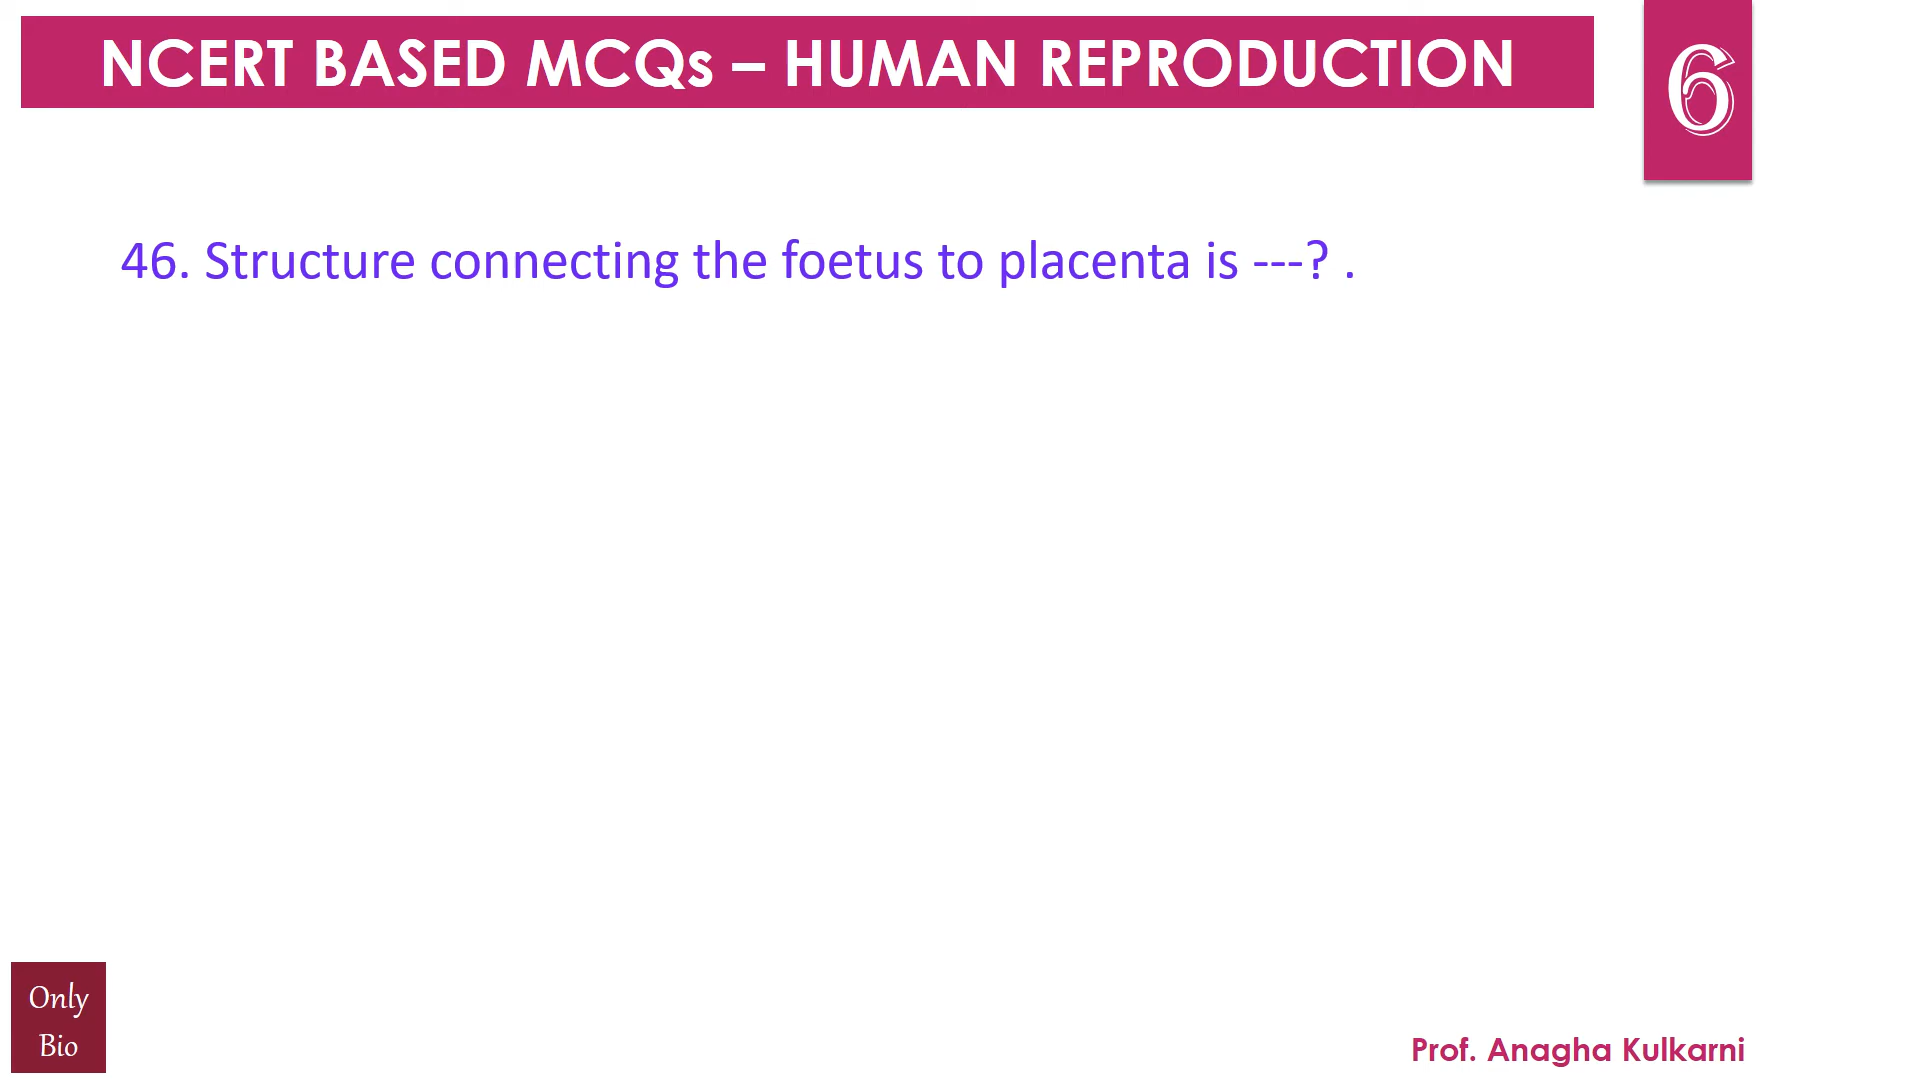 NCERT BASED MCQs – HUMAN REPRODUCTION
6
46. Structure connecting the foetus to placenta is ---? .
Only
Bio
Prof. Anagha Kulkarni